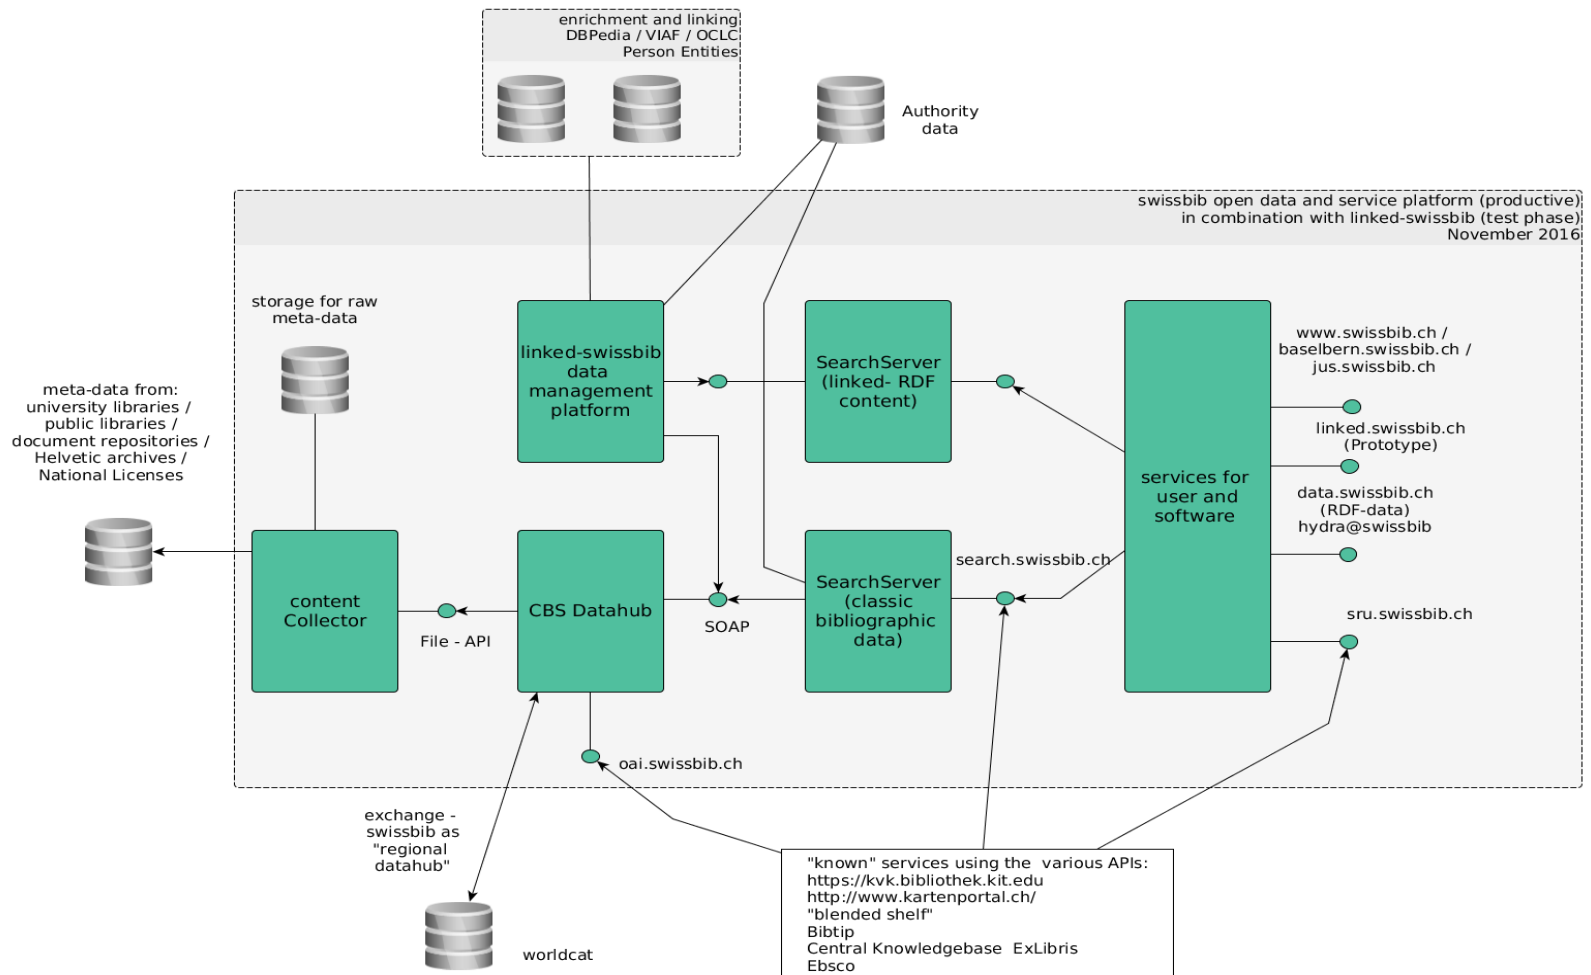 enrichment and linking
DBPedia / VIAF / OCLC
Person Entities
Authority
data
swissbib open data and service platform (productive)
in combination with linked-swissbib (test phase)
November 2016
storage for raw
meta-data
meta-data from:
university libraries /
public libraries /
document repositories /
Helvetic archives /
National Licenses
linked-swissbib
data
management
platform
SearchServer
(linked- RDF
content)
services for
user and
software
www.swissbib.ch /
baselbern.swissbib.ch /
jus.swissbib.ch
linked.swissbib.ch
(Prototype)
data.swissbib.ch
(RDF-data)
hydra@swissbib
sru.swissbib.ch
content
Collector
File - API
CBS Datahub
SOAP
SearchServer
(classic
bibliographic
data)
search.swissbib.ch
oai.swissbib.ch
exchange -
swissbib as
"regional
datahub"
worldcat
"known" services using the  various APIs:
https://kvk.bibliothek.kit.edu
http://www.kartenportal.ch/
"blended shelf"
Bibtip
Central Knowledgebase  ExLibris
Ebsco